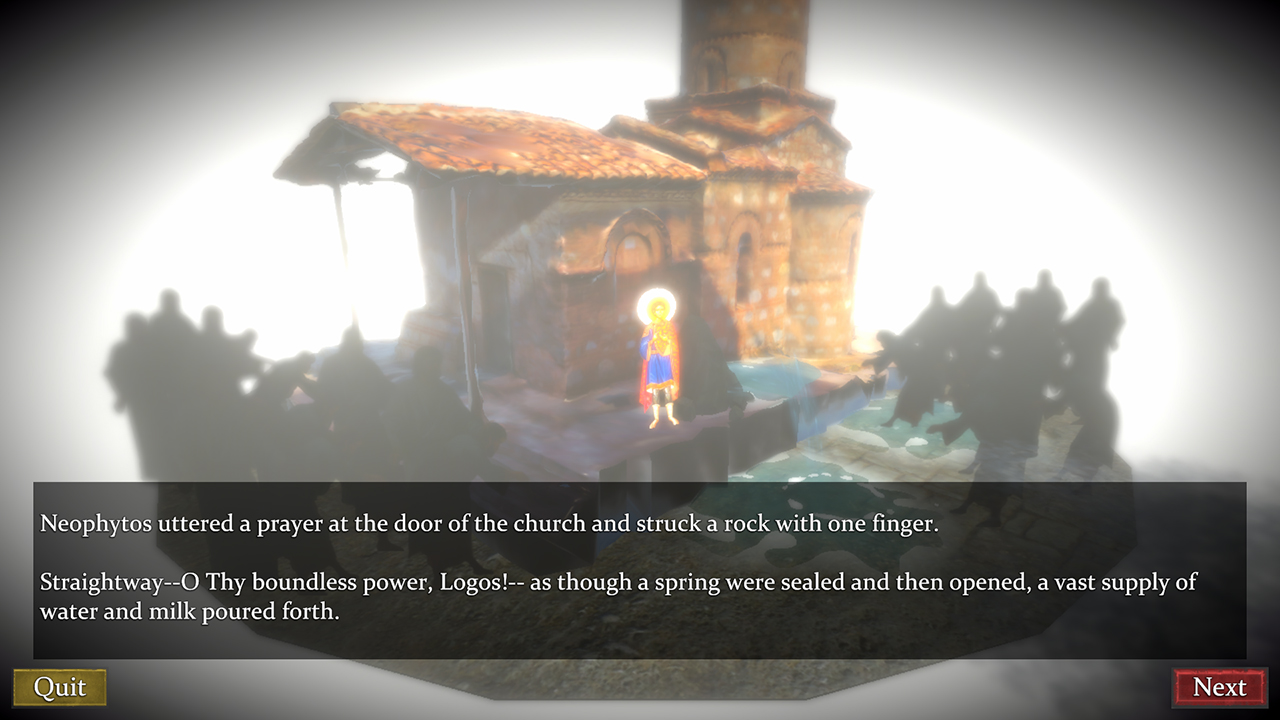 Neophytos uttered a prayer at the door of the church and struck a rock with one finger.
Straightway--O Thy boundless power, Logos!-- as though a spring were sealed and then opened, a vast supply of
water and milk poured forth.
Quit
Next